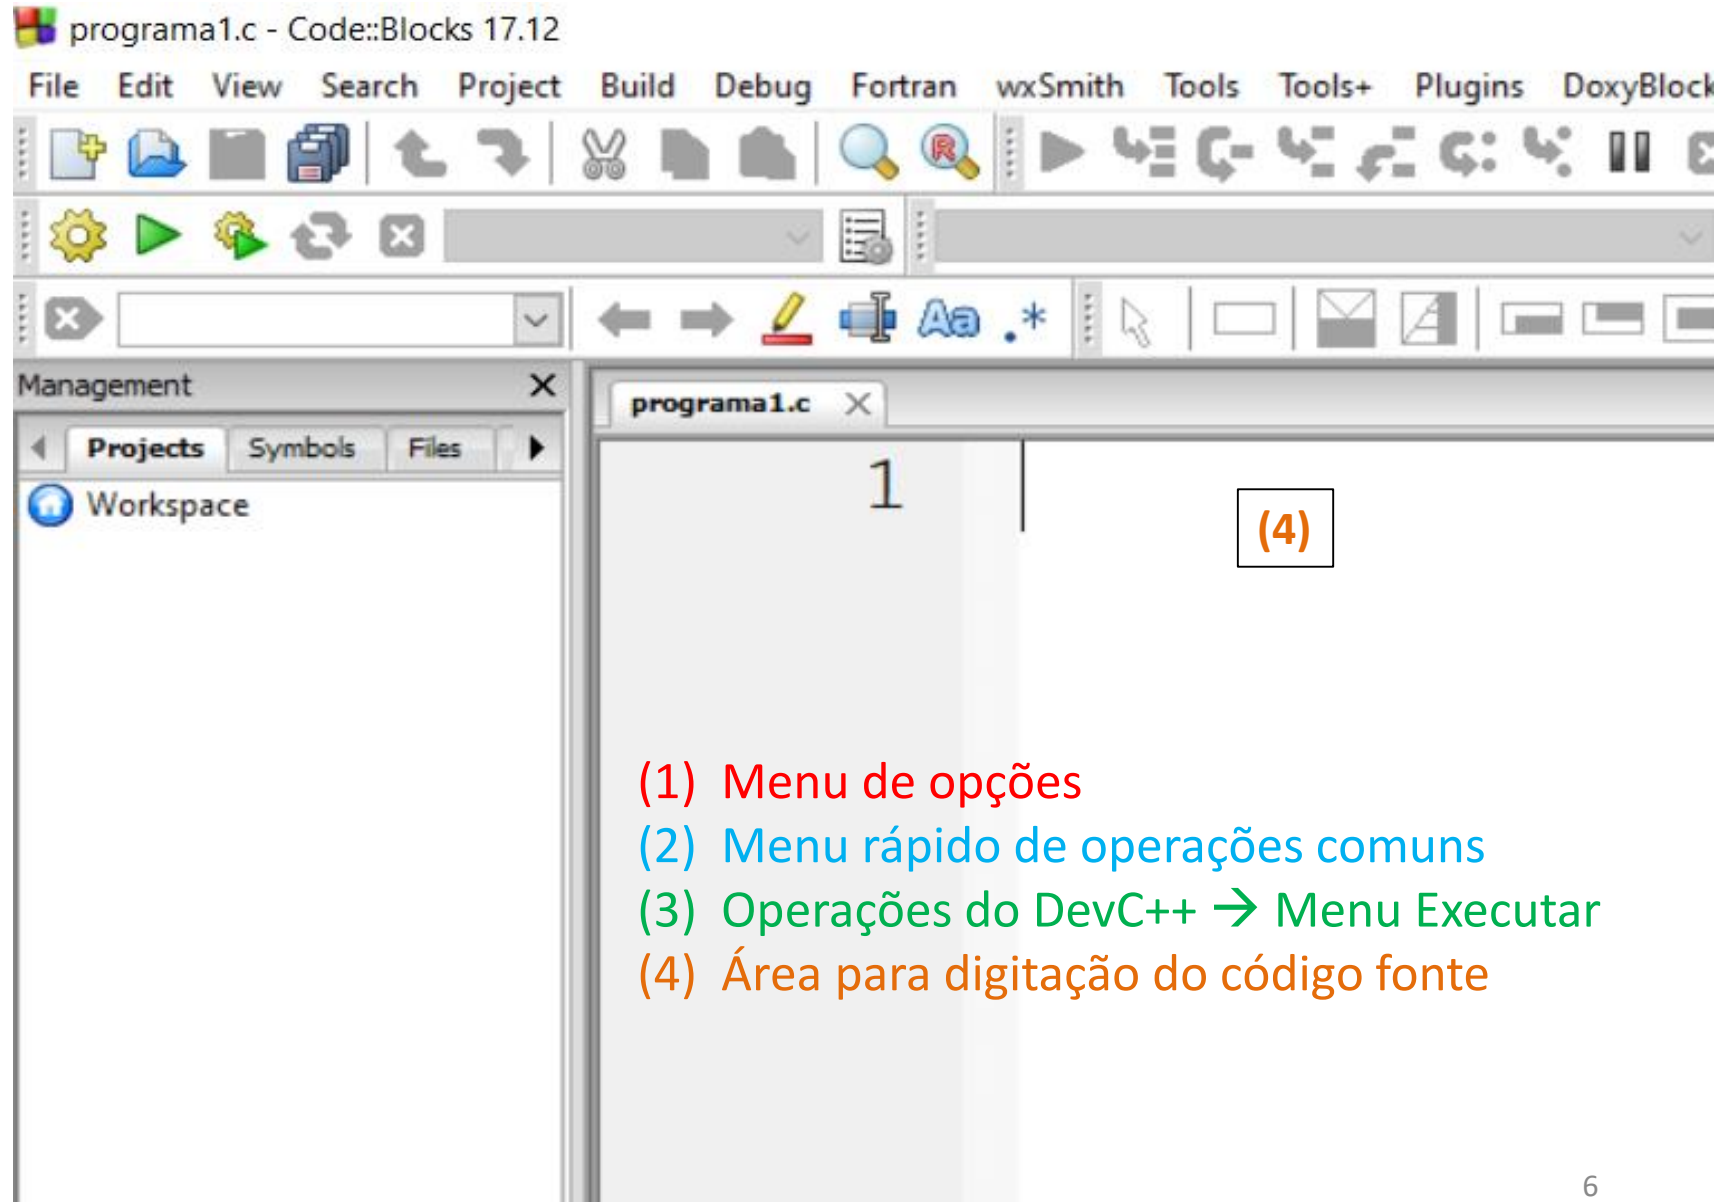 programa1.c - Code::Blocks 17.12
File Edit View Search Project Build Debug Fortran wxSmith Tools Tools+ Plugins DoxyBlock
R
Aa .*
Management
programa1.c
Projects Symbols Files
Workspace
1
(4)
(1) Menu de opções
(2) Menu rápido de operações comuns
(3) Operações do DevC++ → Menu Executar
(4) Área para digitação do código fonte
6